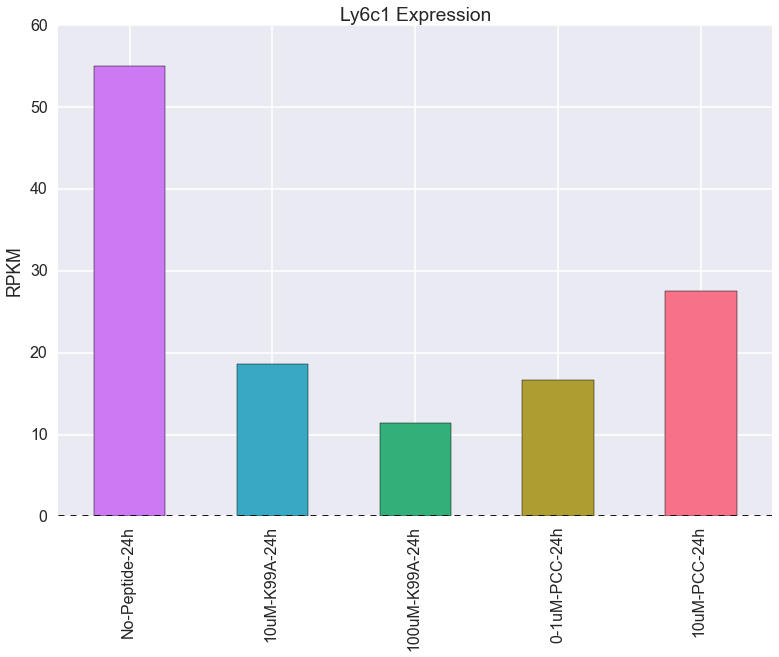 Ly6c1 Expression
60
50
40
30
20
10
0
RPKM
No-Peptide-24h
10uM-K99A-24h
100uM-K99A-24h
0-1uM-PCC-24h
10uM-PCC-24h